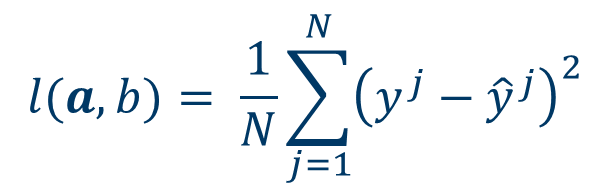 l(a, b) = 1/N ∑_{j=1}^{N} (y^j − ŷ^j)^2